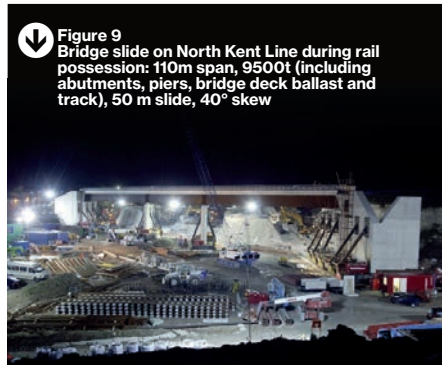 Figure 9
Bridge slide on North Kent Line during rail
possession: 110m span, 9500t (including
abutments, piers, bridge deck ballast and
track), 50 m slide, 40° skew